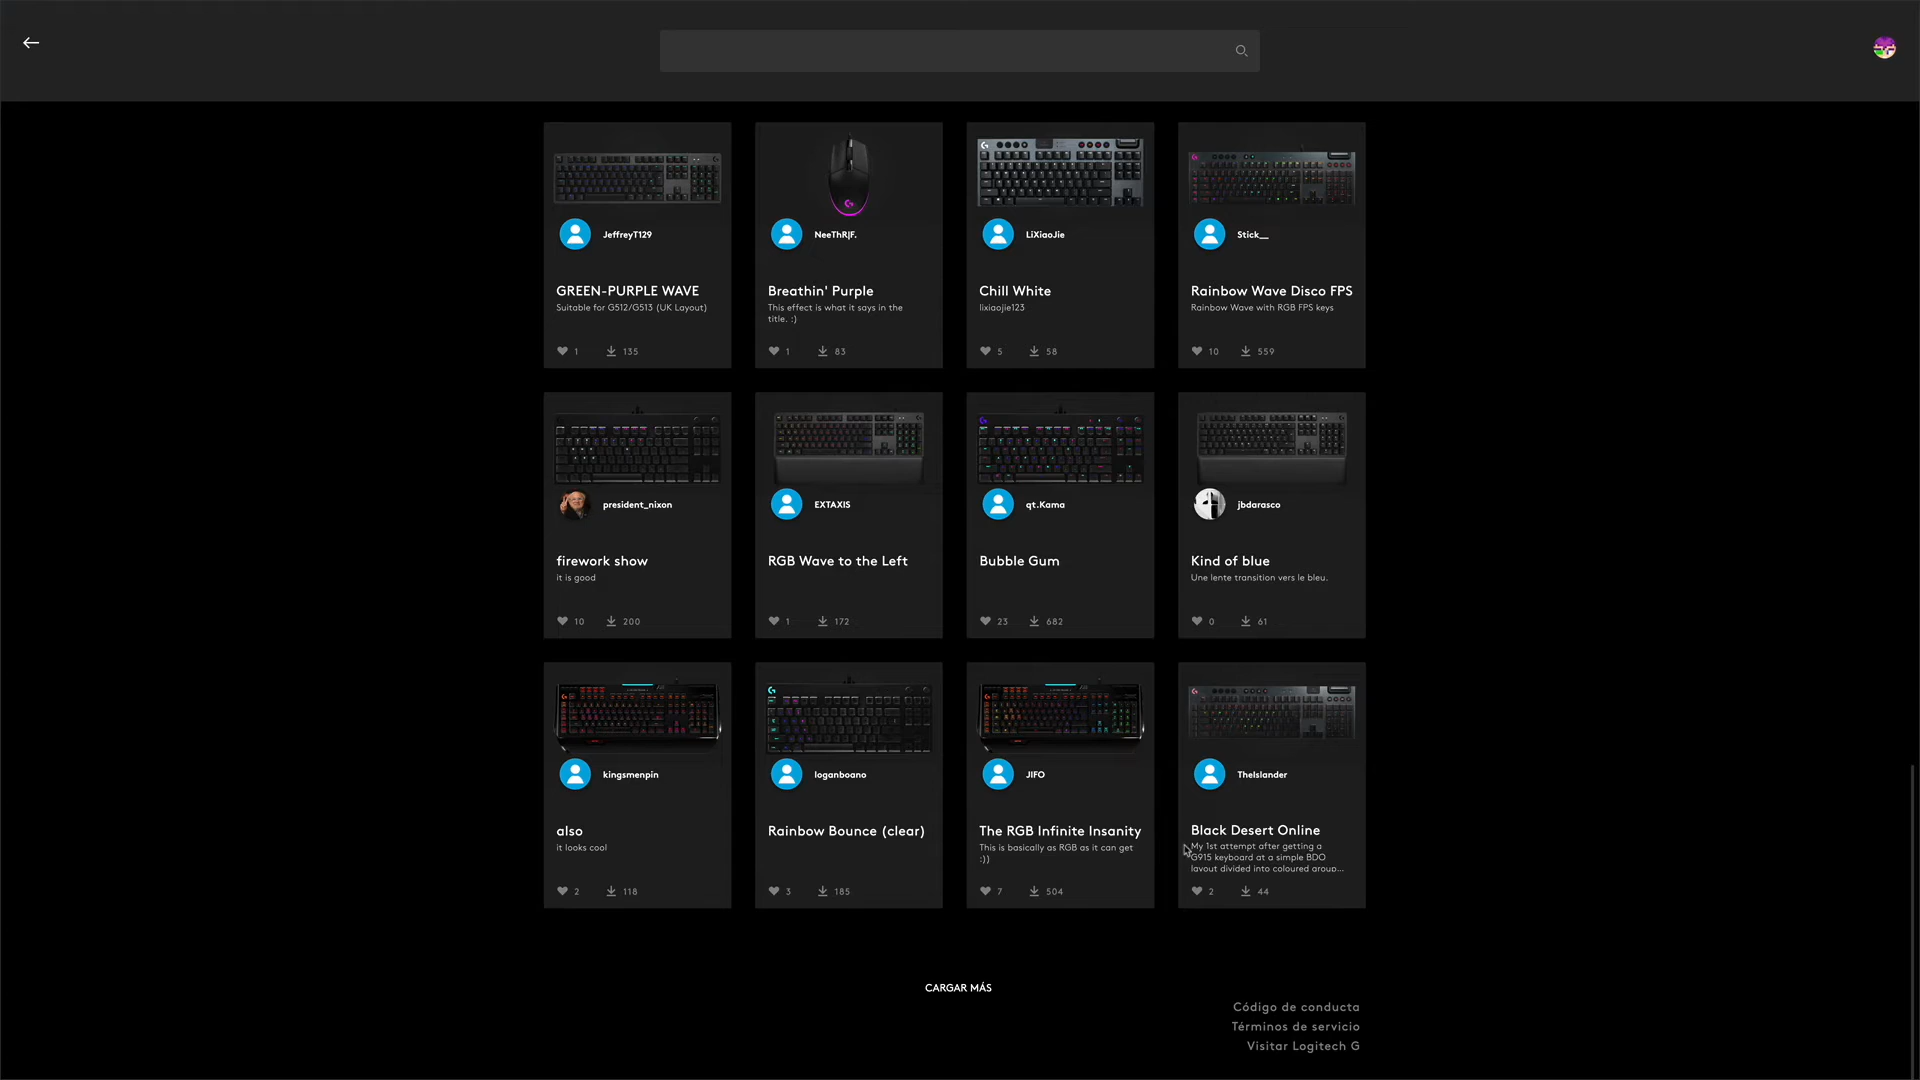 JeffreyT129
GREEN-PURPLE WAVE
Suitable for G512/G513 (UK Layout)
1 135
NeeThR|F.
Breathin' Purple
This effect is what it says in the
title. :)
1 83
LiXiaoJie
Chill White
lixiaojie123
5 58
Stick__
Rainbow Wave Disco FPS
Rainbow Wave with RGB FPS keys
10 559
president_nixon
firework show
it is good
10 200
EXTAXIS
RGB Wave to the Left
1 172
qt.Kama
Bubble Gum
23 682
jbdarasco
Kind of blue
Une lente transition vers le bleu.
0 61
kingsmenpin
also
it looks cool
2 118
loganboano
Rainbow Bounce (clear)
3 185
JIFO
The RGB Infinite Insanity
This is basically as RGB as it can get
:))
7 504
TheIslander
Black Desert Online
My 1st attempt after getting a
G915 keyboard at a simple BDO
layout divided into coloured group...
2 44
CARGAR MÁS
Código de conducta
Términos de servicio
Visitar Logitech G